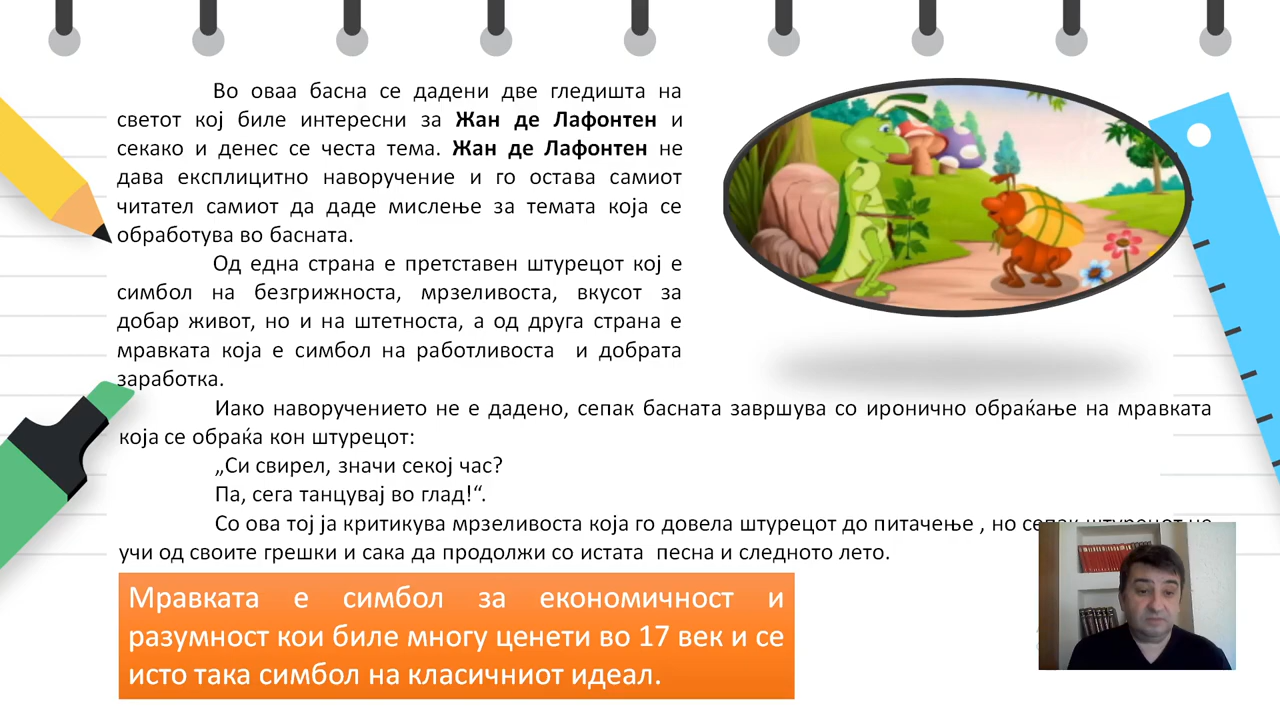 Во оваа басна се дадени две гледишта на
светот кој биле интересни за Жан де Лафонтен и
секако и денес се честа тема. Жан де Лафонтен не
дава експлицитно наворучение и го остава самиот
читател самиот да даде мислење за темата која се
обработува во басната.
Од една страна е претставен штурецот кој е
симбол на безгрижноста, мрзеливоста, вкусот за
добар живот, но и на штетноста, а од друга страна е
мравката која е симбол на работливоста и добрата
заработка.
Иако наворучението не е дадено, сепак басната завршува со иронично обраќање на мравката
која се обраќа кон штурецот:
„Си свирел, значи секој час?
Па, сега танцувај во глад!“.
Со ова тој ја критикува мрзеливоста која го довела штурецот до питачење , но сепак штурецот не
учи од своите грешки и сака да продолжи со истата песна и следното лето.
Мравката е симбол за економичност и
разумност кои биле многу ценети во 17 век и се
исто така симбол на класичниот идеал.